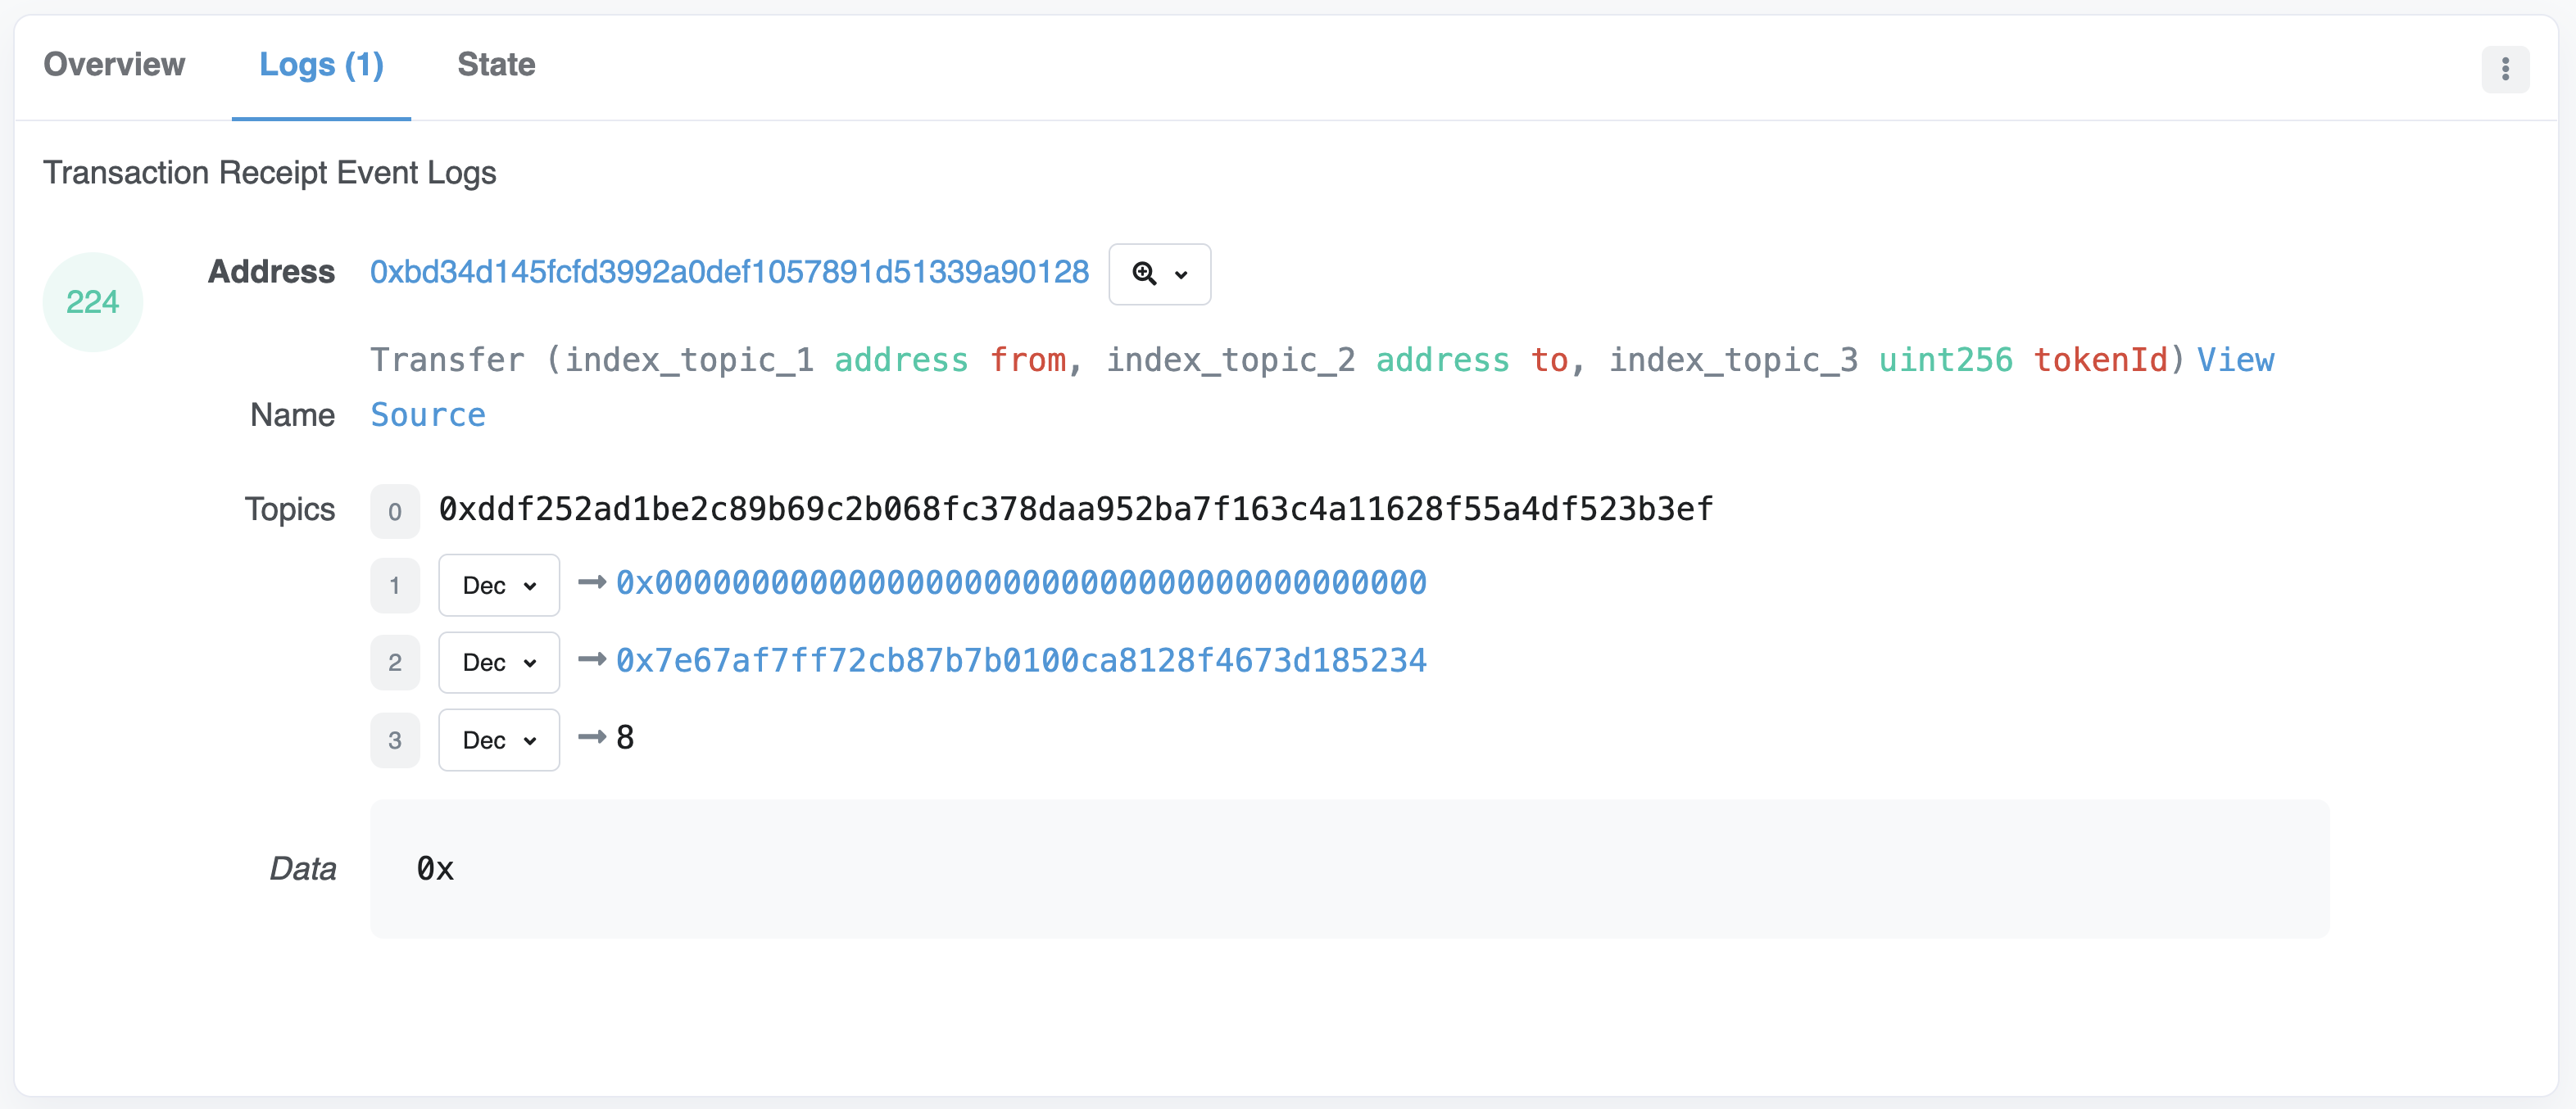 Overview Logs (1) State
Transaction Receipt Event Logs
224
Address 0xbd34d145fcfd3992a0def1057891d51339a90128
Transfer (index_topic_1 address from, index_topic_2 address to, index_topic_3 uint256 tokenId) View
Name Source
Topics 0 0xddf252ad1be2c89b69c2b068fc378daa952ba7f163c4a11628f55a4df523b3ef
1 Dec → 0x0000000000000000000000000000000000000000
2 Dec → 0x7e67af7ff72cb87b7b0100ca8128f4673d185234
3 Dec → 8
Data 0x